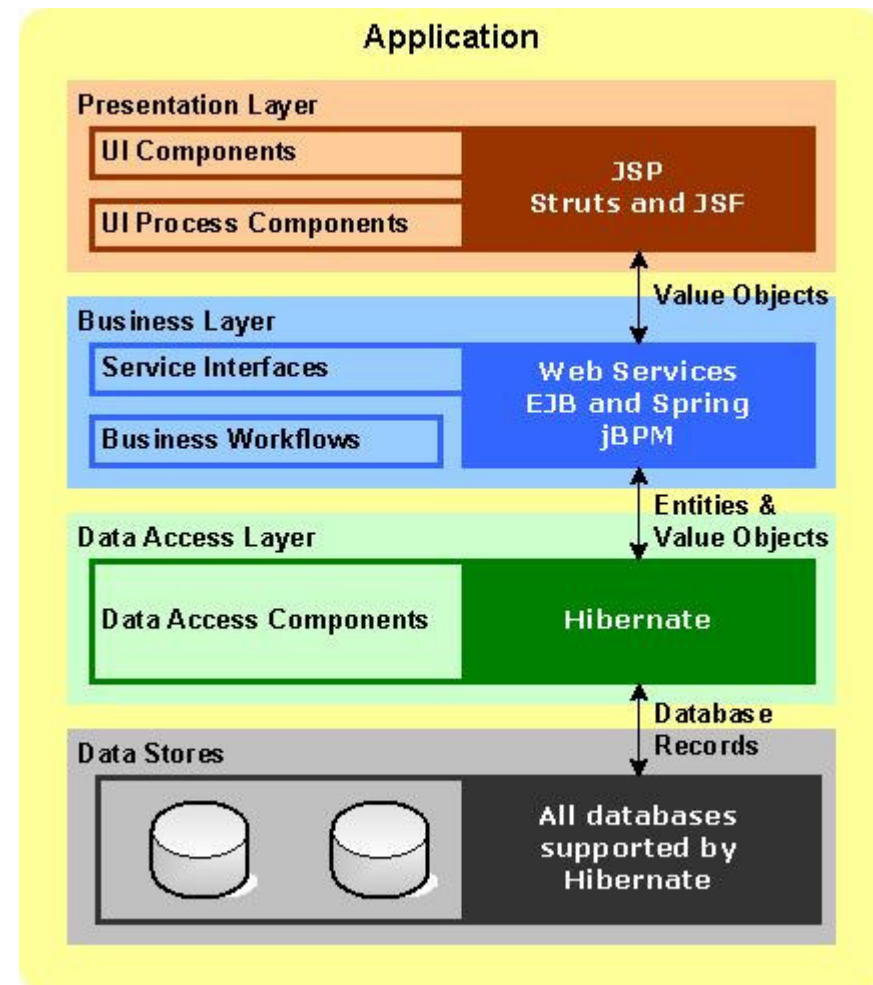 Application
Presentation Layer
UI Components
UI Process Components
JSP
Struts and JSF
Value Objects
Business Layer
Service Interfaces
Business Workflows
Web Services
EJB and Spring
jBPM
Entities &
Value Objects
Data Access Layer
Data Access Components
Hibernate
Database
Records
Data Stores
All databases
supported by
Hibernate